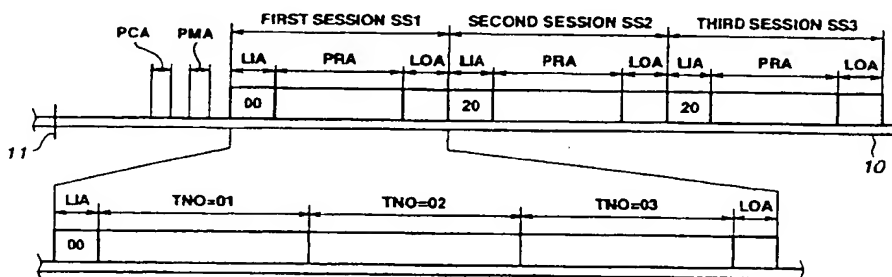 FIRST SESSION SS1 SECOND SESSION SS2 THIRD SESSION SS3
PCA PMA
LIA PRA LOA LIA PRA LOA LIA PRA LOA
00 20 20
11 10
LIA TNO=01 TNO=02 TNO=03 LOA
00